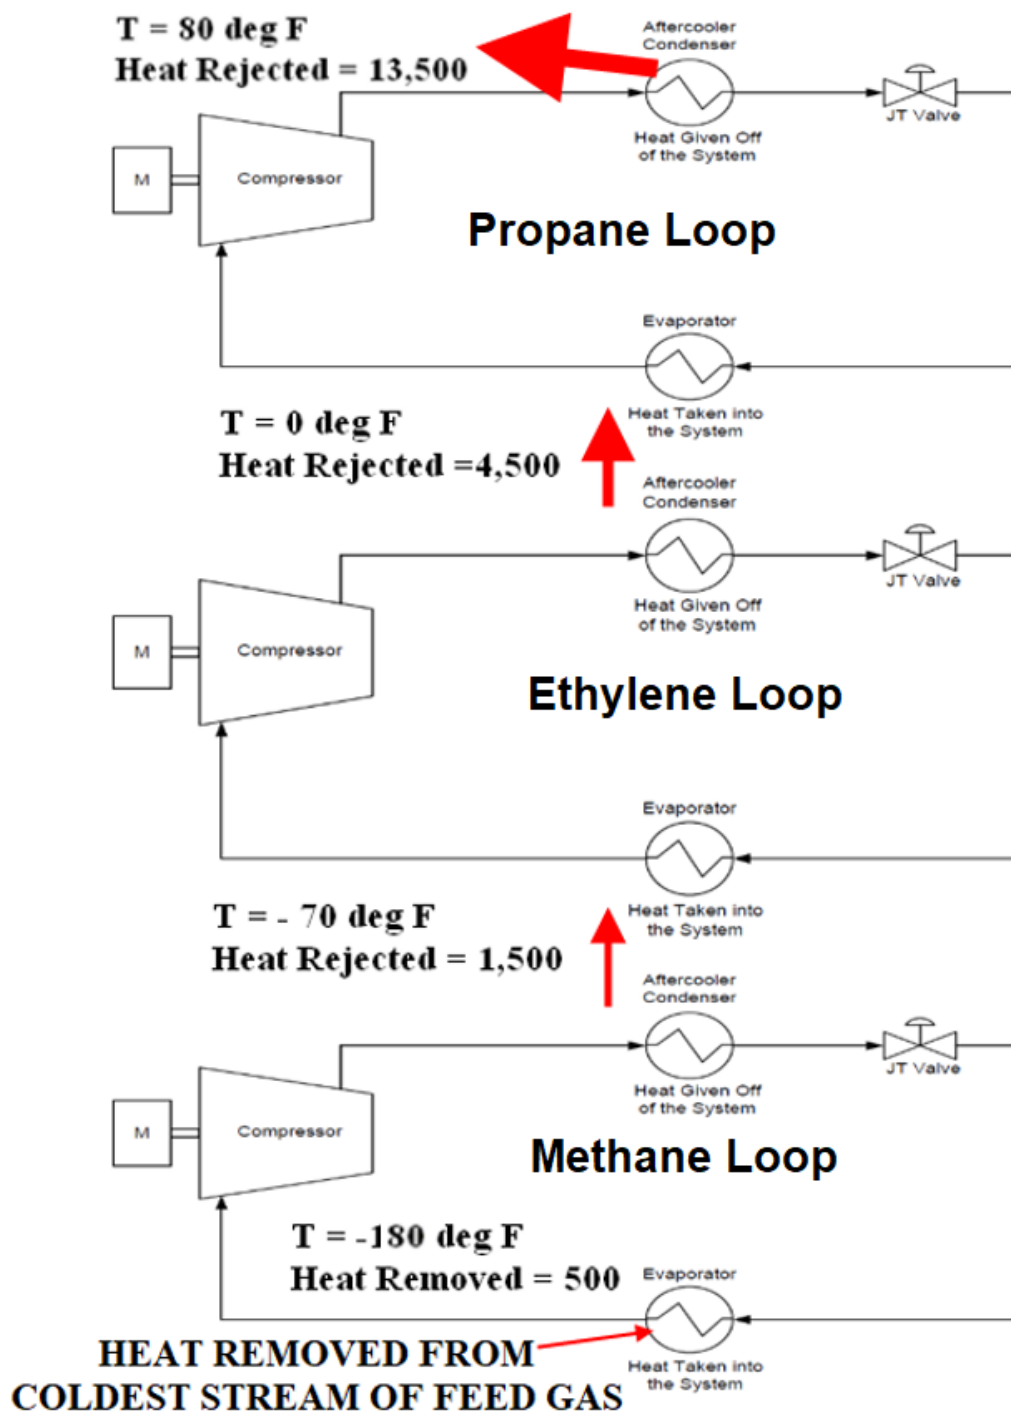 T = 80 deg F
Heat Rejected = 13,500
Aftercooler
Condenser
JT Valve
Heat Given Off
of the System
M
Compressor
Propane Loop
Evaporator
Heat Taken into
the System
T = 0 deg F
Heat Rejected =4,500
Aftercooler
Condenser
JT Valve
Heat Given Off
of the System
M
Compressor
Ethylene Loop
Evaporator
Heat Taken into
the System
T = - 70 deg F
Heat Rejected = 1,500
Aftercooler
Condenser
JT Valve
Heat Given Off
of the System
M
Compressor
Methane Loop
T = -180 deg F
Heat Removed = 500
Evaporator
Heat Taken into
the System
HEAT REMOVED FROM
COLDEST STREAM OF FEED GAS